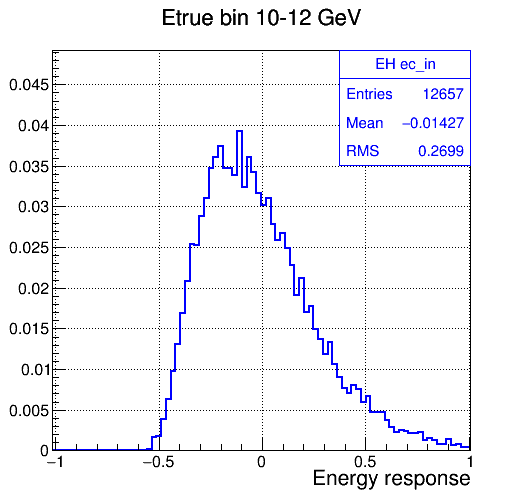 Etrue bin 10-12 GeV
EH ec_in
Entries 12657
Mean −0.01427
RMS 0.2699
0.045
0.04
0.035
0.03
0.025
0.02
0.015
0.01
0.005
0
−1 −0.5 0 0.5 1
Energy response